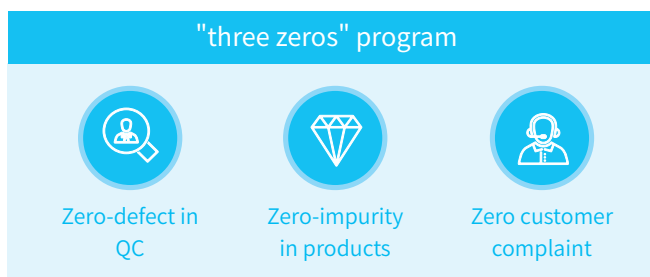 "three zeros" program
Zero-defect in
QC
Zero-impurity
in products
Zero customer
complaint